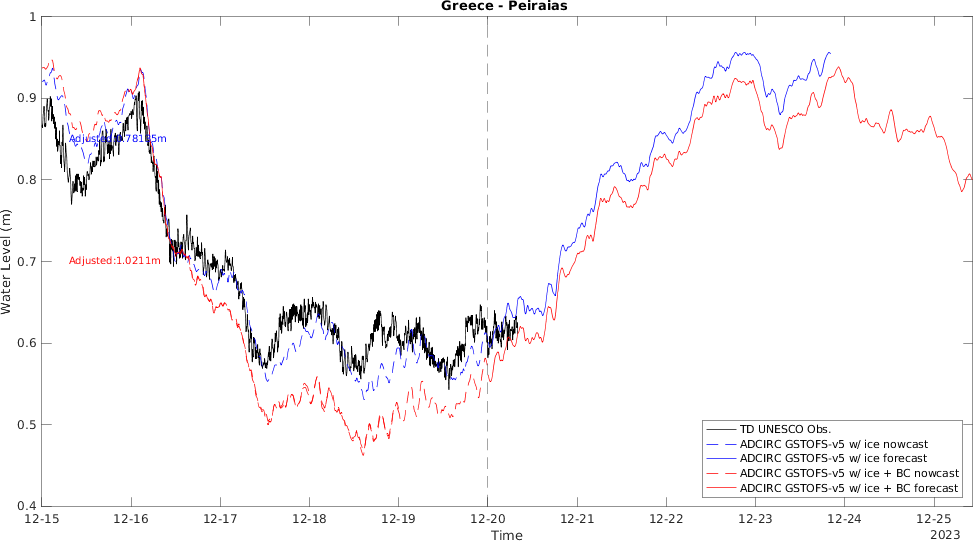 Greece - Peiraias
Water Level (m)
1
0.9
0.8
0.7
0.6
0.5
0.4
Adjusted:1.0211m
TD UNESCO Obs.
ADCIRC GSTOFS-v5 w/ ice nowcast
ADCIRC GSTOFS-v5 w/ ice forecast
ADCIRC GSTOFS-v5 w/ ice + BC nowcast
ADCIRC GSTOFS-v5 w/ ice + BC forecast
12-15 12-16 12-17 12-18 12-19 12-20 12-21 12-22 12-23 12-24 12-25
Time 2023